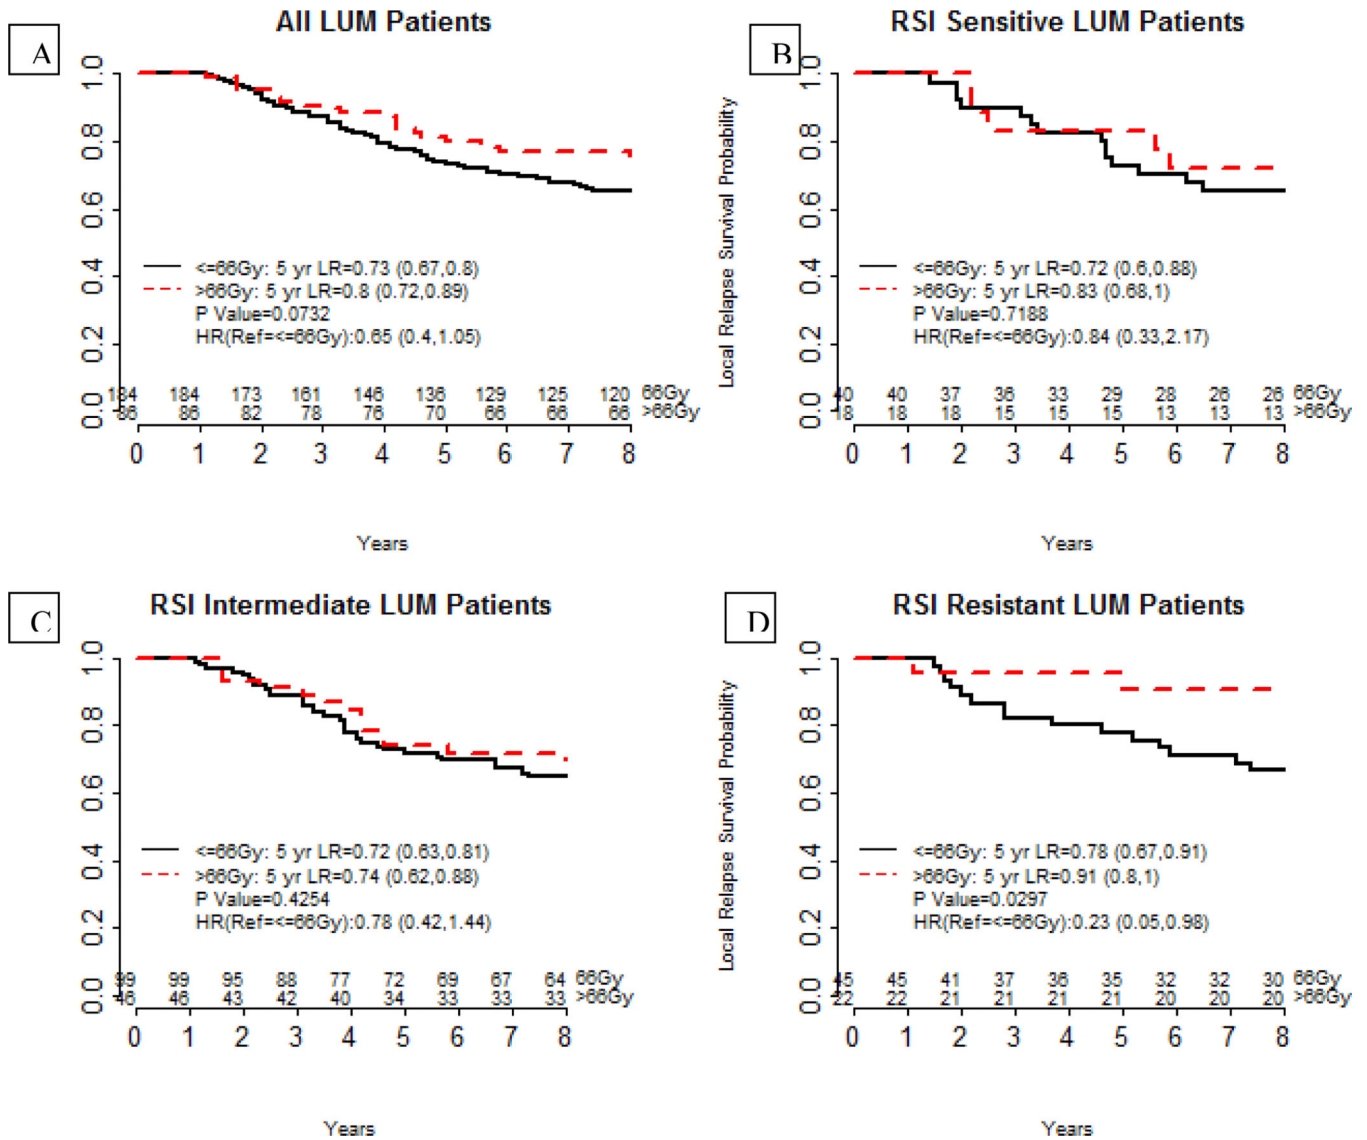 A
All LUM Patients
1.0
0.8
0.6
0.4
0.2
0.0
<=66Gy: 5 yr LR=0.73 (0.67,0.8)
>66Gy: 5 yr LR=0.8 (0.72,0.89)
P Value=0.0732
HR(Ref=<=66Gy):0.65 (0.4,1.05)
184 184 173 161 146 136 129 125 120 66Gy
86 86 82 78 76 70 66 66 66 >66Gy
0 1 2 3 4 5 6 7 8
Years
B
RSI Sensitive LUM Patients
Local Relapse Survival Probability
1.0
0.8
0.6
0.4
0.2
0.0
<=66Gy: 5 yr LR=0.72 (0.6,0.88)
>66Gy: 5 yr LR=0.83 (0.68,1)
P Value=0.7188
HR(Ref=<=66Gy):0.84 (0.33,2.17)
40 40 37 36 33 29 28 26 26 66Gy
18 18 18 15 15 15 13 13 13 >66Gy
0 1 2 3 4 5 6 7 8
Years
C
RSI Intermediate LUM Patients
1.0
0.8
0.6
0.4
0.2
0.0
<=66Gy: 5 yr LR=0.72 (0.63,0.81)
>66Gy: 5 yr LR=0.74 (0.62,0.88)
P Value=0.4254
HR(Ref=<=66Gy):0.78 (0.42,1.44)
99 99 95 88 77 72 69 67 64 66Gy
46 46 43 42 40 34 33 33 33 >66Gy
0 1 2 3 4 5 6 7 8
Years
D
RSI Resistant LUM Patients
Local Relapse Survival Probability
1.0
0.8
0.6
0.4
0.2
0.0
<=66Gy: 5 yr LR=0.78 (0.67,0.91)
>66Gy: 5 yr LR=0.91 (0.8,1)
P Value=0.0297
HR(Ref=<=66Gy):0.23 (0.05,0.98)
45 45 41 37 36 35 32 32 30 66Gy
22 22 21 21 21 21 20 20 20 >66Gy
0 1 2 3 4 5 6 7 8
Years